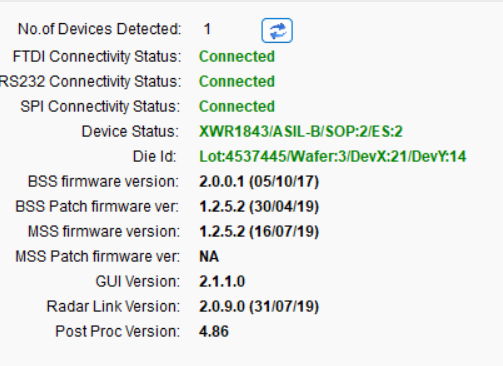 No.of Devices Detected: 1
FTDI Connectivity Status: Connected
RS232 Connectivity Status: Connected
SPI Connectivity Status: Connected
Device Status: XWR1843/ASIL-B/SOP:2/ES:2
Die Id: Lot:4537445/Wafer:3/DevX:21/DevY:14
BSS firmware version: 2.0.0.1 (05/10/17)
BSS Patch firmware ver: 1.2.5.2 (30/04/19)
MSS firmware version: 1.2.5.2 (16/07/19)
MSS Patch firmware ver: NA
GUI Version: 2.1.1.0
Radar Link Version: 2.0.9.0 (31/07/19)
Post Proc Version: 4.86